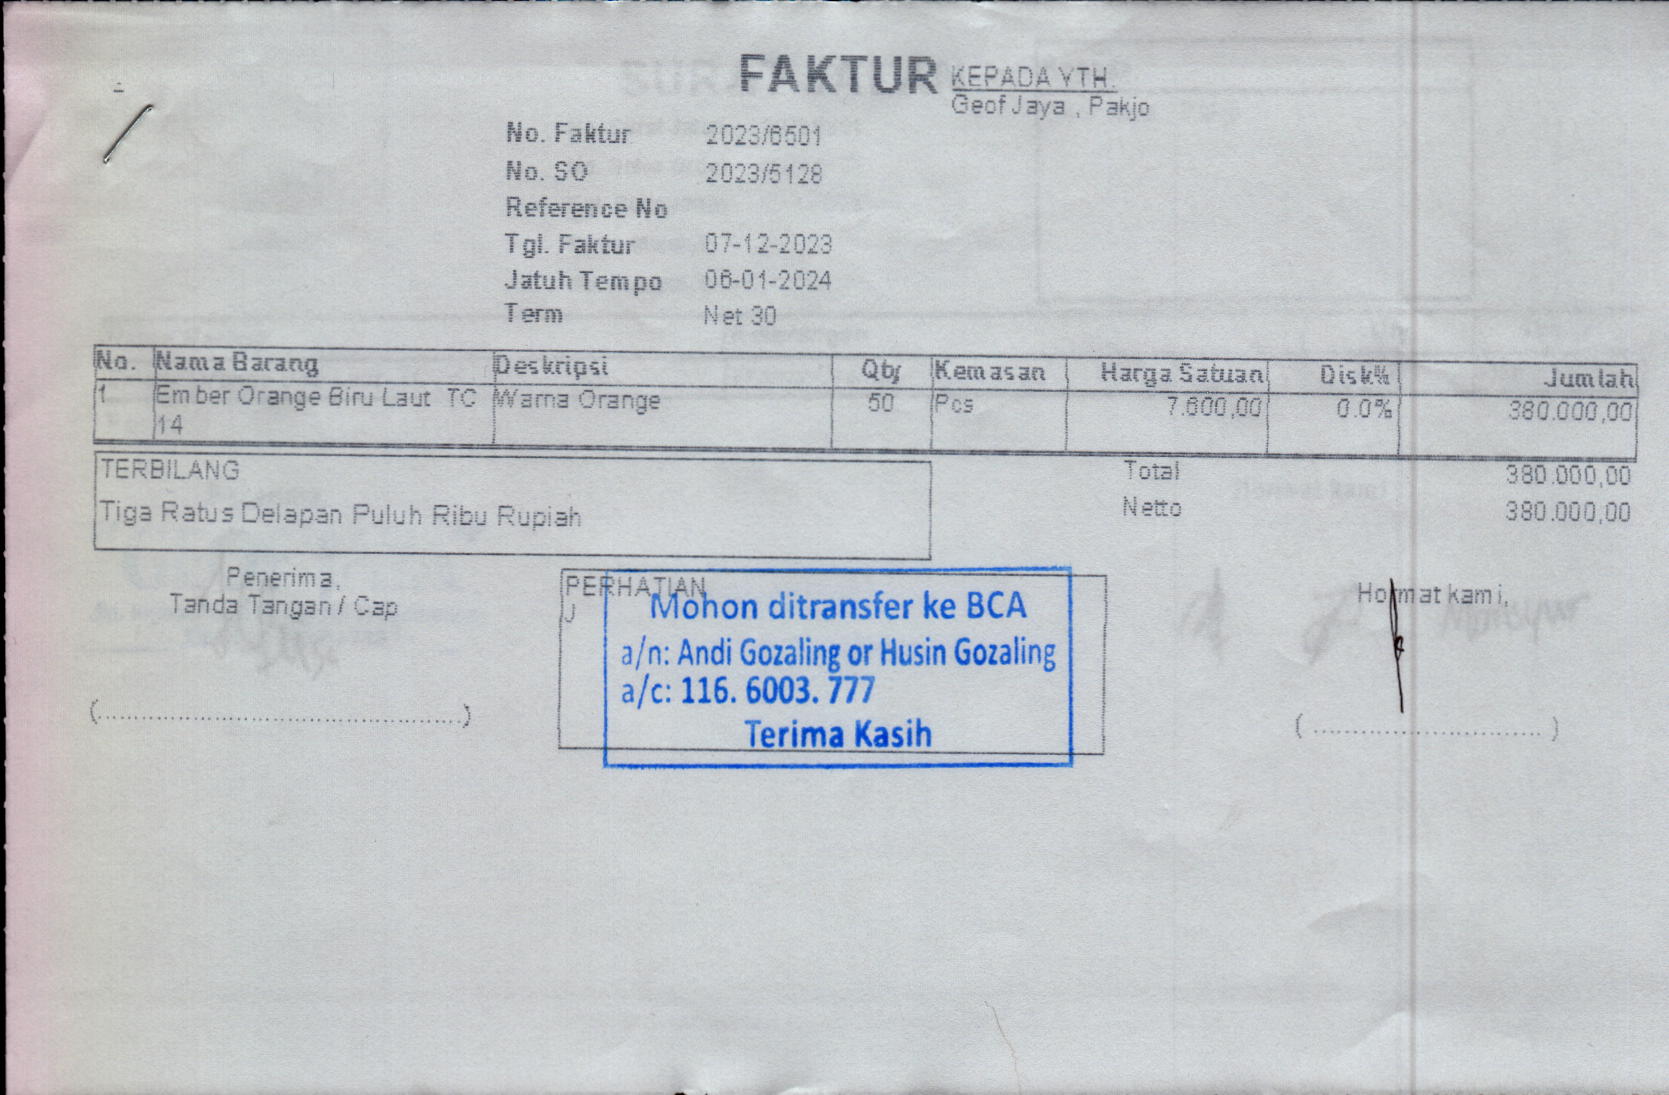 FAKTUR
KEPADA YTH.
Geof Jaya , Pakjo
No. Faktur 2023/6501
No. SO 2023/5128
Reference No
Tgl. Faktur 07-12-2023
Jatuh Tempo 06-01-2024
Term Net 30
No. Nama Barang Deskripsi Qty Kemasan Harga Satuan Disk% Jumlah
1 Ember Orange Biru Laut TC Warna Orange 50 Pcs 7.600,00 0.0% 380.000,00
14
TERBILANG
Tiga Ratus Delapan Puluh Ribu Rupiah
Total 380.000,00
Netto 380.000,00
Penerima,
Tanda Tangan / Cap
(..................................................)
PERHATIAN
J
Mohon ditransfer ke BCA
a/n: Andi Gozaling or Husin Gozaling
a/c: 116. 6003. 777
Terima Kasih
Hormat kami,
( ................................ )